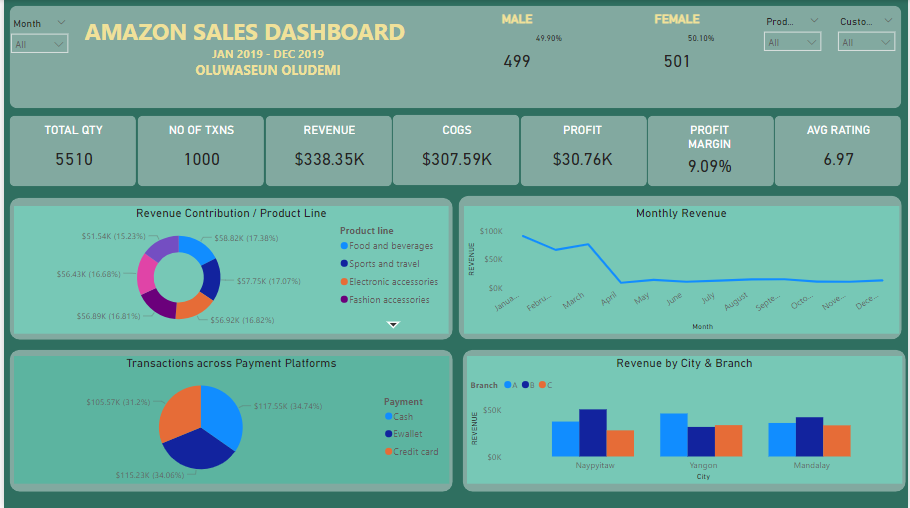 Month
All
AMAZON SALES DASHBOARD
JAN 2019 - DEC 2019
OLUWASEUN OLUDEMI
MALE
49.90%
499
FEMALE
50.10%
501
Prod...
All
Custo...
All
TOTAL QTY
5510
NO OF TXNS
1000
REVENUE
$338.35K
COGS
$307.59K
PROFIT
$30.76K
PROFIT
MARGIN
9.09%
AVG RATING
6.97
Revenue Contribution / Product Line
$51.54K (15.23%)
$58.82K (17.38%)
$56.43K (16.68%)
$57.75K (17.07%)
$56.89K (16.81%)
$56.92K (16.82%)
Product line
Food and beverages
Sports and travel
Electronic accessories
Fashion accessories
Monthly Revenue
REVENUE
$100K
$50K
$0K
Janua...
Febru...
March
April
May
June
July
August
Septe...
Octo...
Nove...
Dece...
Month
Transactions across Payment Platforms
$105.57K (31.2%)
$117.55K (34.74%)
$115.23K (34.06%)
Payment
Cash
Ewallet
Credit card
Revenue by City & Branch
Branch A B C
REVENUE
$50K
$0K
Naypyitaw
Yangon
Mandalay
City